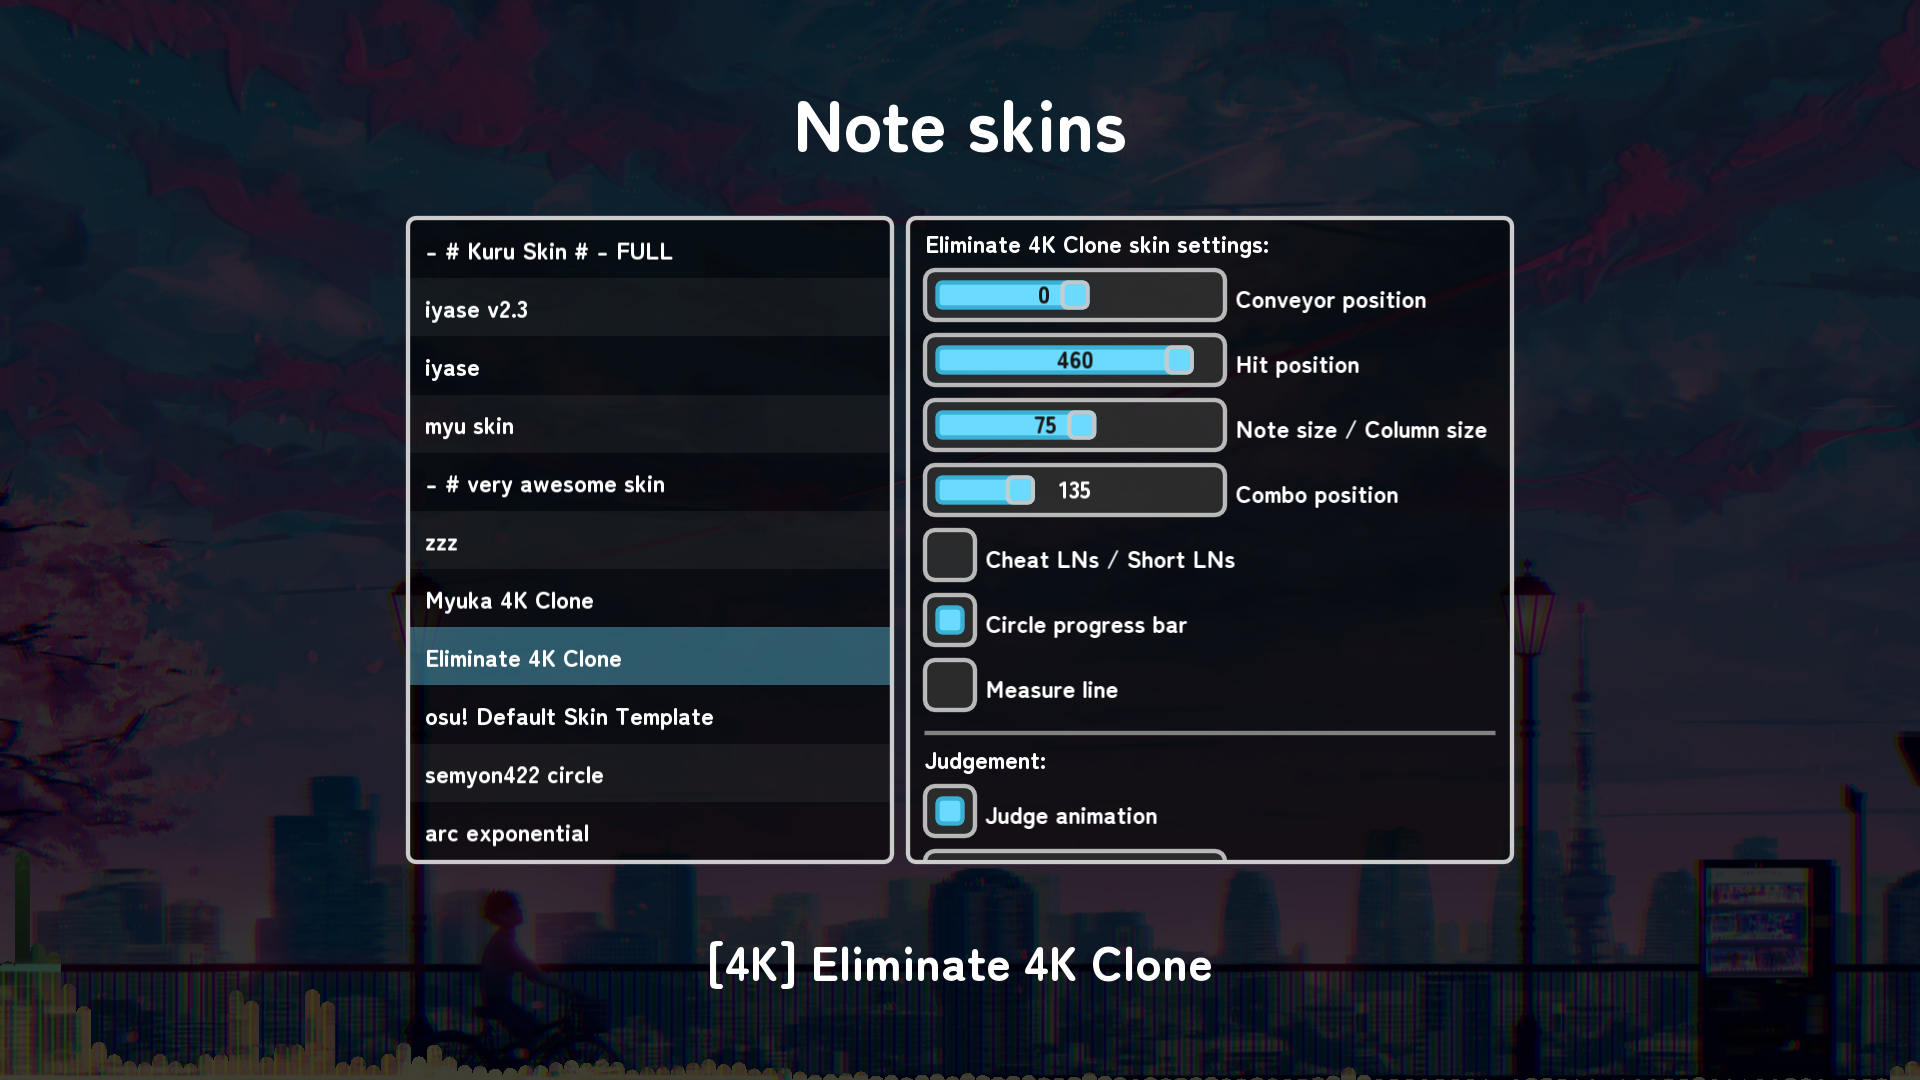 Note skins
- # Kuru Skin # - FULL
iyase v2.3
iyase
myu skin
- # very awesome skin
zzz
Myuka 4K Clone
Eliminate 4K Clone
osu! Default Skin Template
semyon422 circle
arc exponential
Eliminate 4K Clone skin settings:
0 Conveyor position
460 Hit position
75 Note size / Column size
135 Combo position
Cheat LNs / Short LNs
Circle progress bar
Measure line
Judgement:
Judge animation
[4K] Eliminate 4K Clone